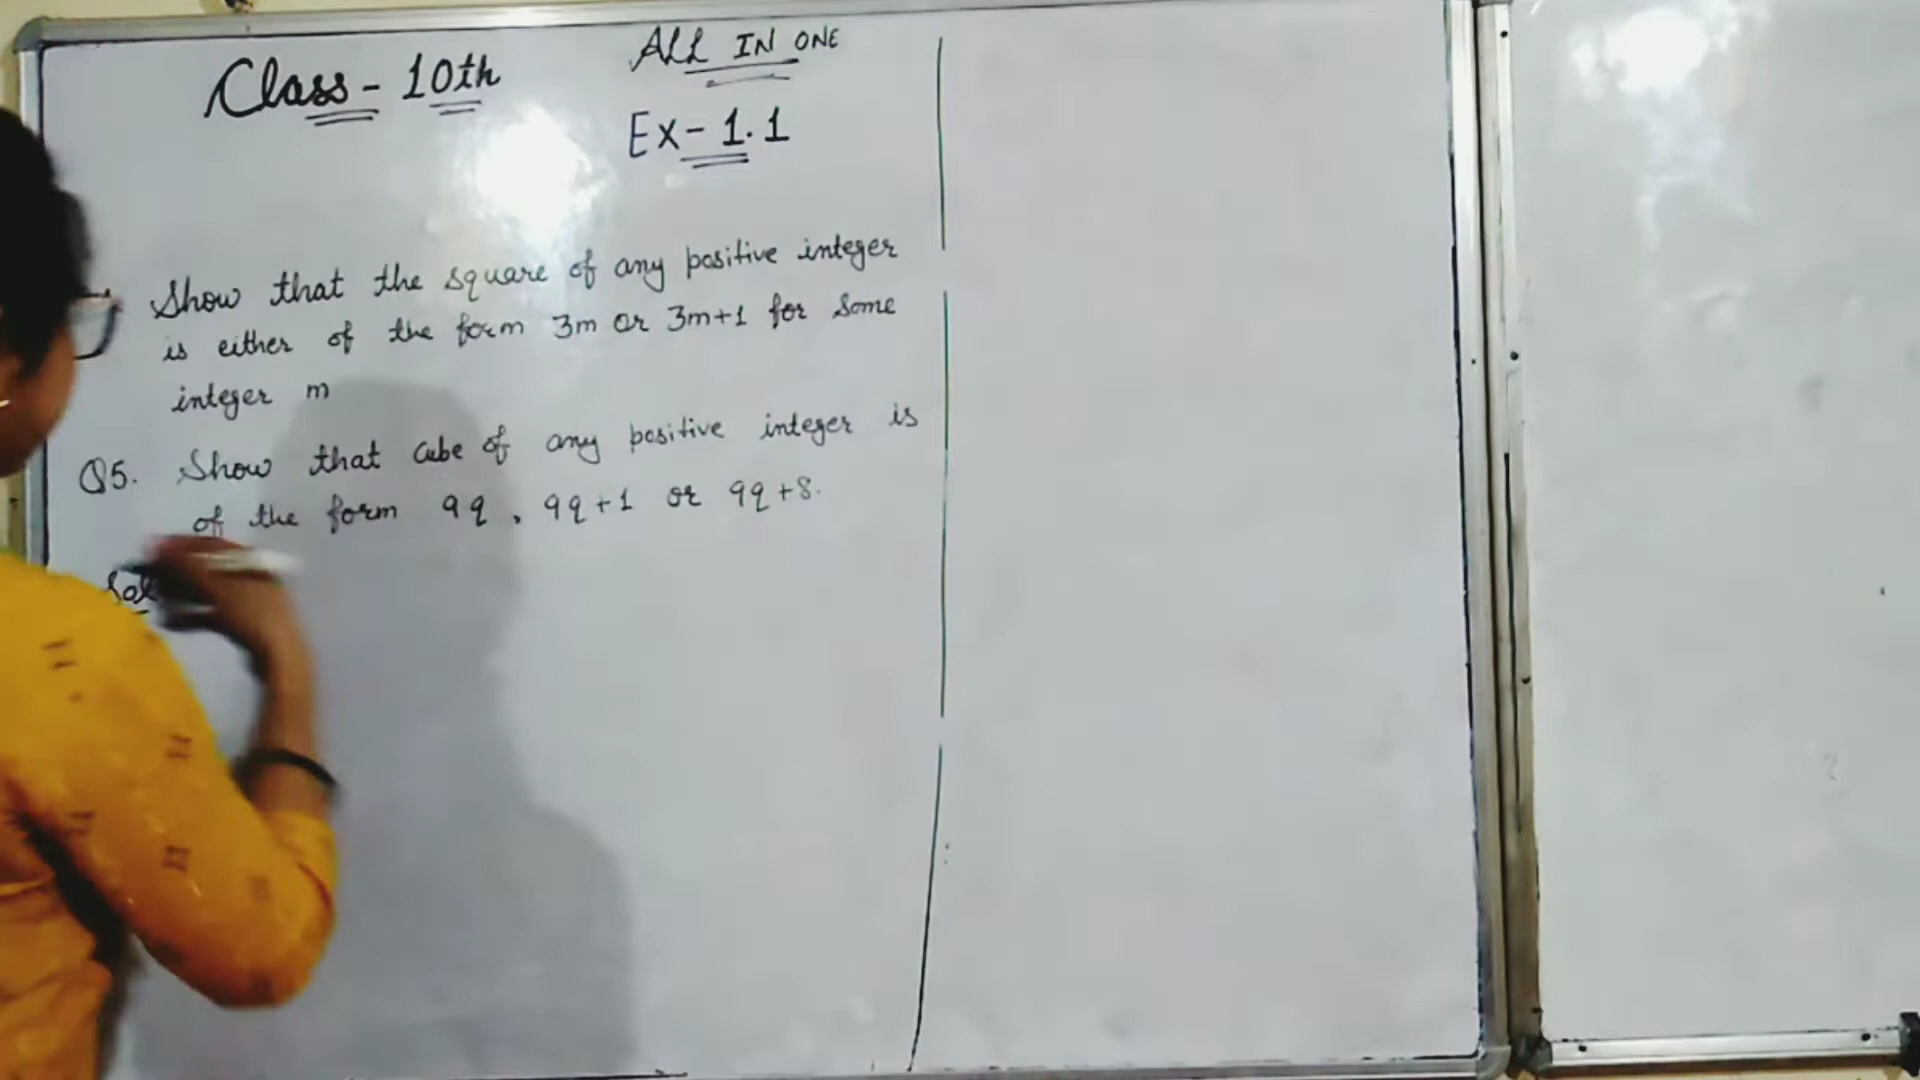 Class - 10th
ALL IN ONE
Ex - 1.1
Show that the square of any positive integer
is either of the form 3m or 3m+1 for some
integer m
Q5. Show that cube of any positive integer is
of the form 9q, 9q+1 or 9q+8.
Sol